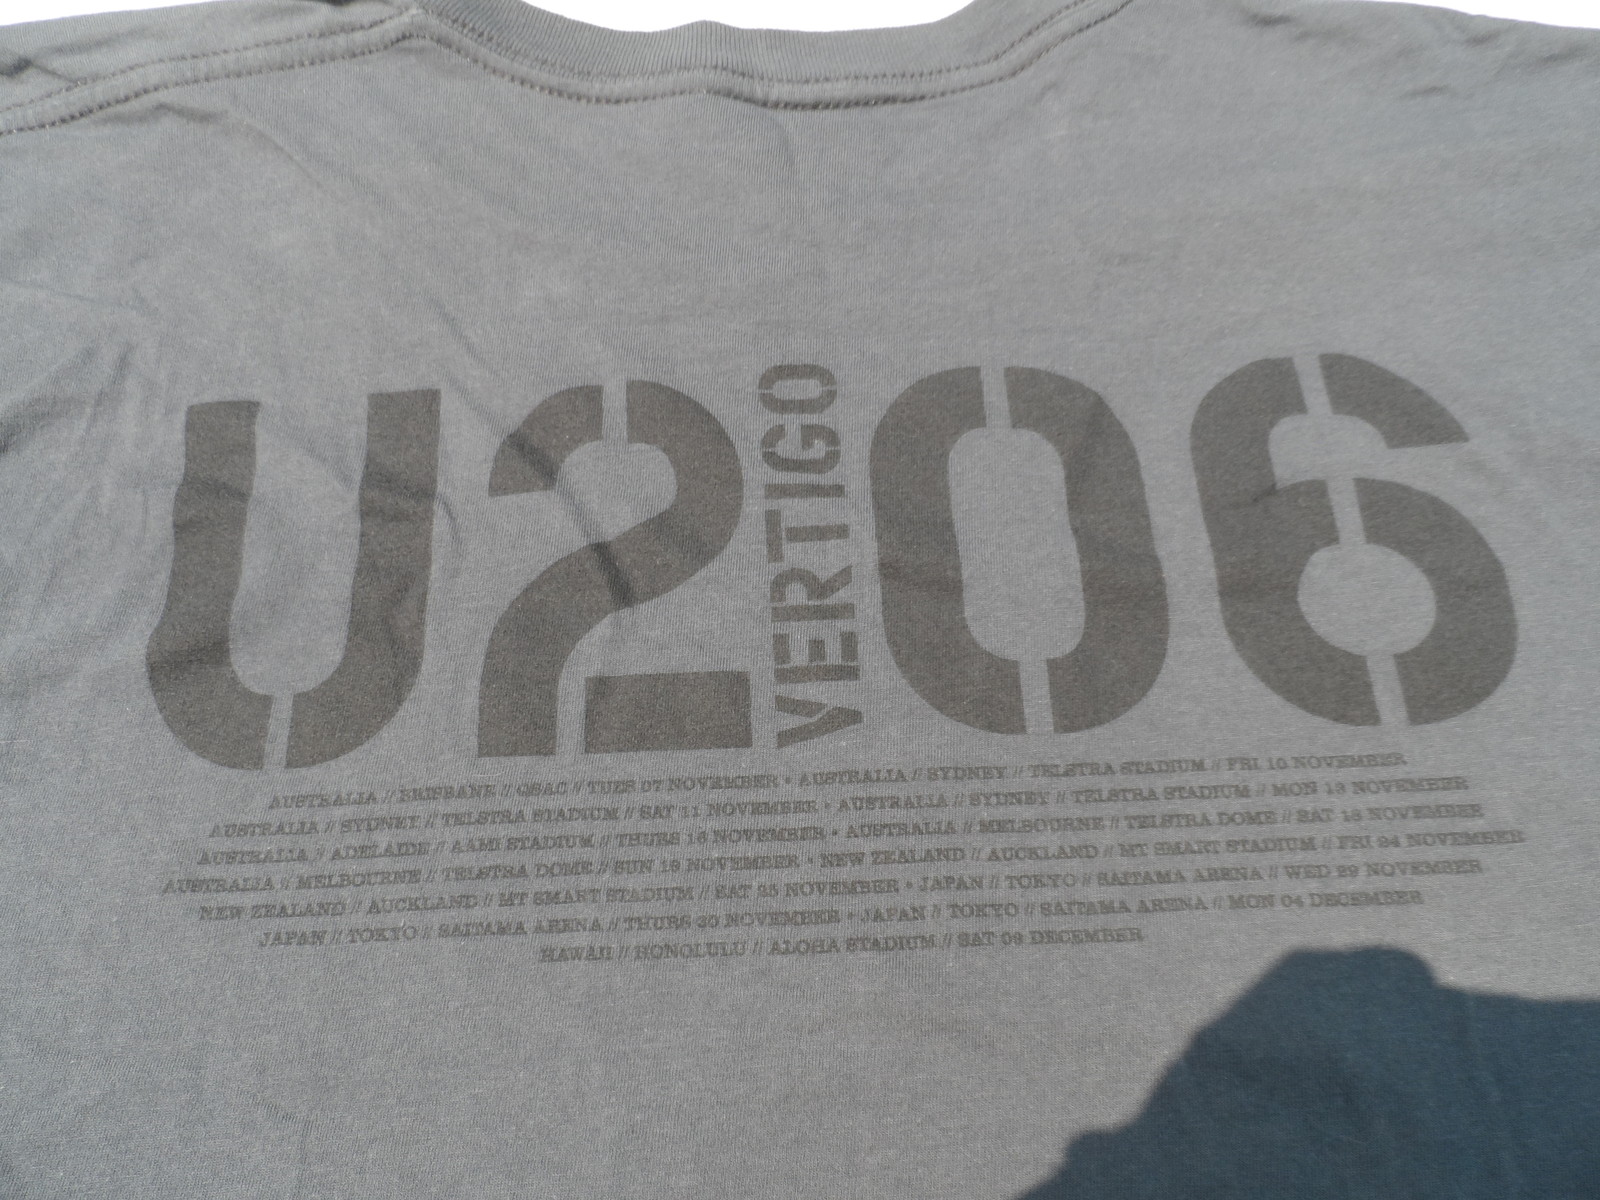 U2 VERTIGO 06
AUSTRALIA // BRISBANE // QSAC // TUES 07 NOVEMBER • AUSTRALIA // SYDNEY // TELSTRA STADIUM // FRI 10 NOVEMBER
AUSTRALIA // SYDNEY // TELSTRA STADIUM // SAT 11 NOVEMBER • AUSTRALIA // SYDNEY // TELSTRA STADIUM // MON 13 NOVEMBER
AUSTRALIA // ADELAIDE // AAMI STADIUM // THURS 16 NOVEMBER • AUSTRALIA // MELBOURNE // TELSTRA DOME // SAT 18 NOVEMBER
AUSTRALIA // MELBOURNE // TELSTRA DOME // SUN 19 NOVEMBER • NEW ZEALAND // AUCKLAND // MT SMART STADIUM // FRI 24 NOVEMBER
NEW ZEALAND // AUCKLAND // MT SMART STADIUM // SAT 25 NOVEMBER • JAPAN // TOKYO // SAITAMA ARENA // WED 29 NOVEMBER
JAPAN // TOKYO // SAITAMA ARENA // THURS 30 NOVEMBER • JAPAN // TOKYO // SAITAMA ARENA // MON 04 DECEMBER
HAWAII // HONOLULU // ALOHA STADIUM // SAT 09 DECEMBER